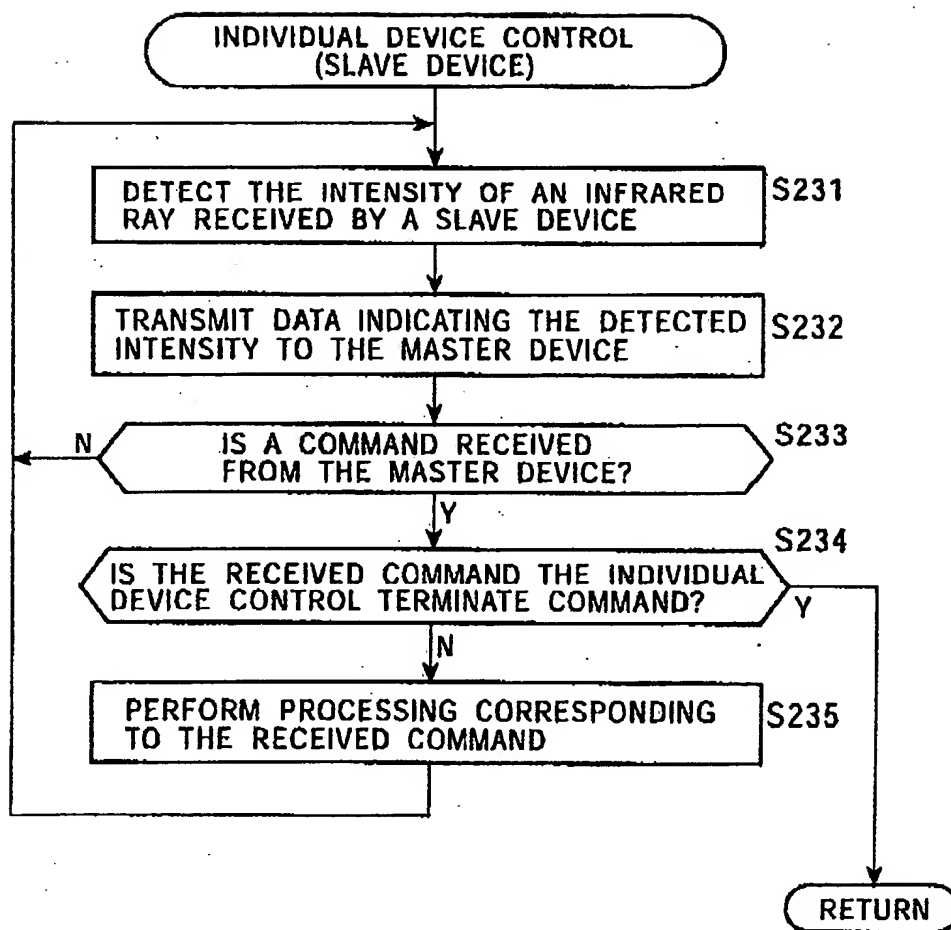 INDIVIDUAL DEVICE CONTROL
(SLAVE DEVICE)
DETECT THE INTENSITY OF AN INFRARED
RAY RECEIVED BY A SLAVE DEVICE
S231
TRANSMIT DATA INDICATING THE DETECTED
INTENSITY TO THE MASTER DEVICE
S232
IS A COMMAND RECEIVED
FROM THE MASTER DEVICE?
S233
N
Y
S234
IS THE RECEIVED COMMAND THE INDIVIDUAL
DEVICE CONTROL TERMINATE COMMAND?
Y
N
PERFORM PROCESSING CORRESPONDING
TO THE RECEIVED COMMAND
S235
RETURN